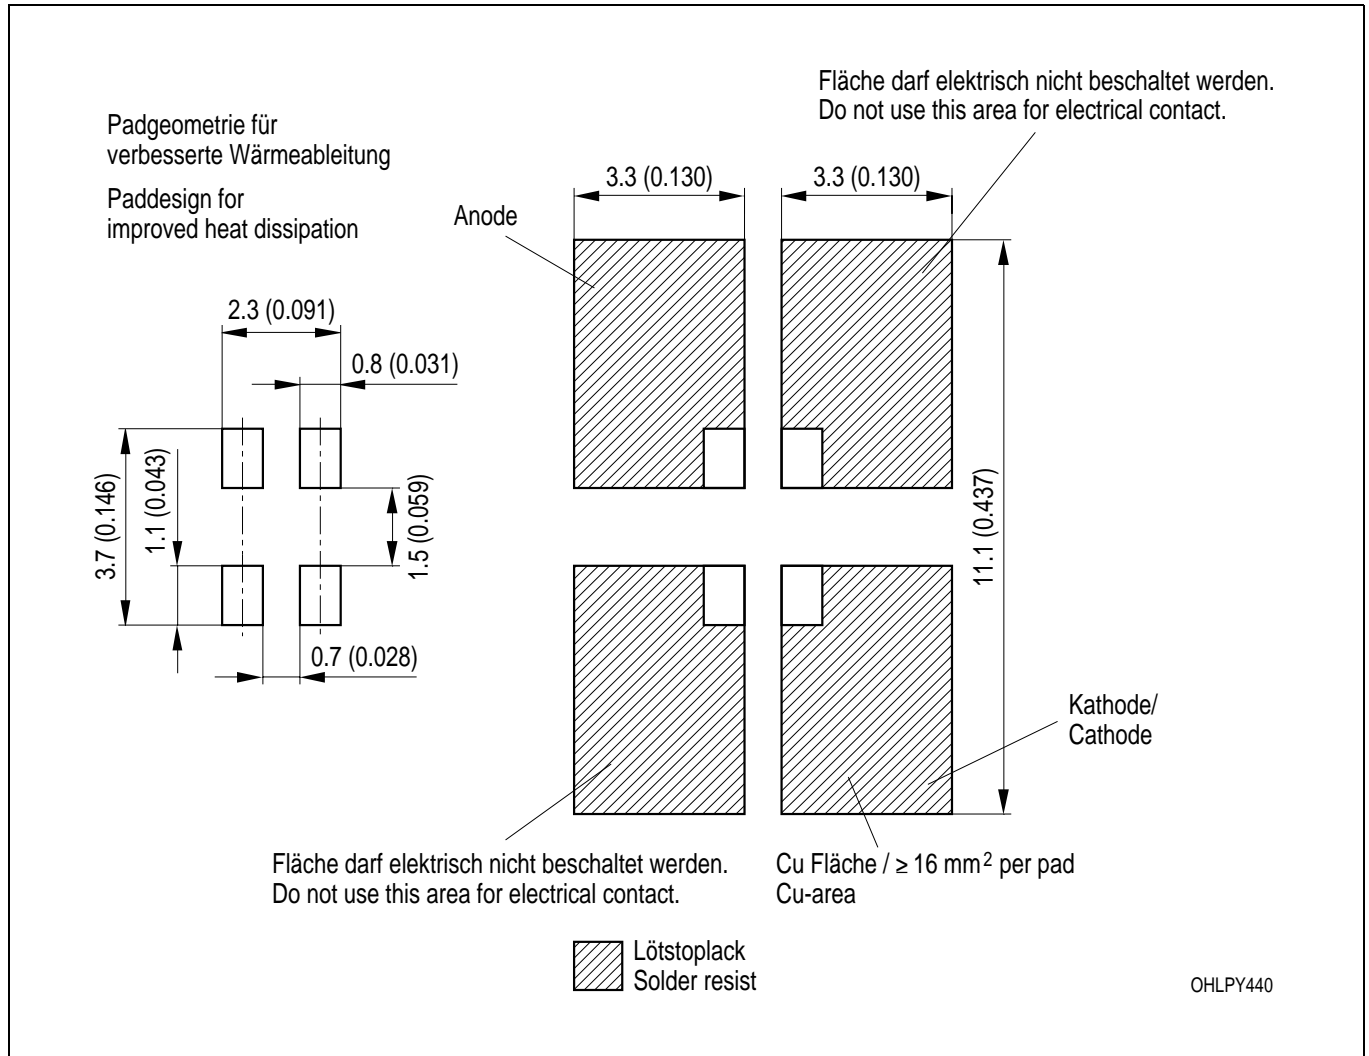 Padgeometrie für
verbesserte Wärmeableitung
Paddesign for
improved heat dissipation
Fläche darf elektrisch nicht beschaltet werden.
Do not use this area for electrical contact.
3.3 (0.130)
3.3 (0.130)
Anode
2.3 (0.091)
0.8 (0.031)
3.7 (0.146)
1.1 (0.043)
1.5 (0.059)
0.7 (0.028)
11.1 (0.437)
Kathode/
Cathode
Fläche darf elektrisch nicht beschaltet werden.
Do not use this area for electrical contact.
Cu Fläche / ≥ 16 mm² per pad
Cu-area
Lötstoplack
Solder resist
OHLPY440